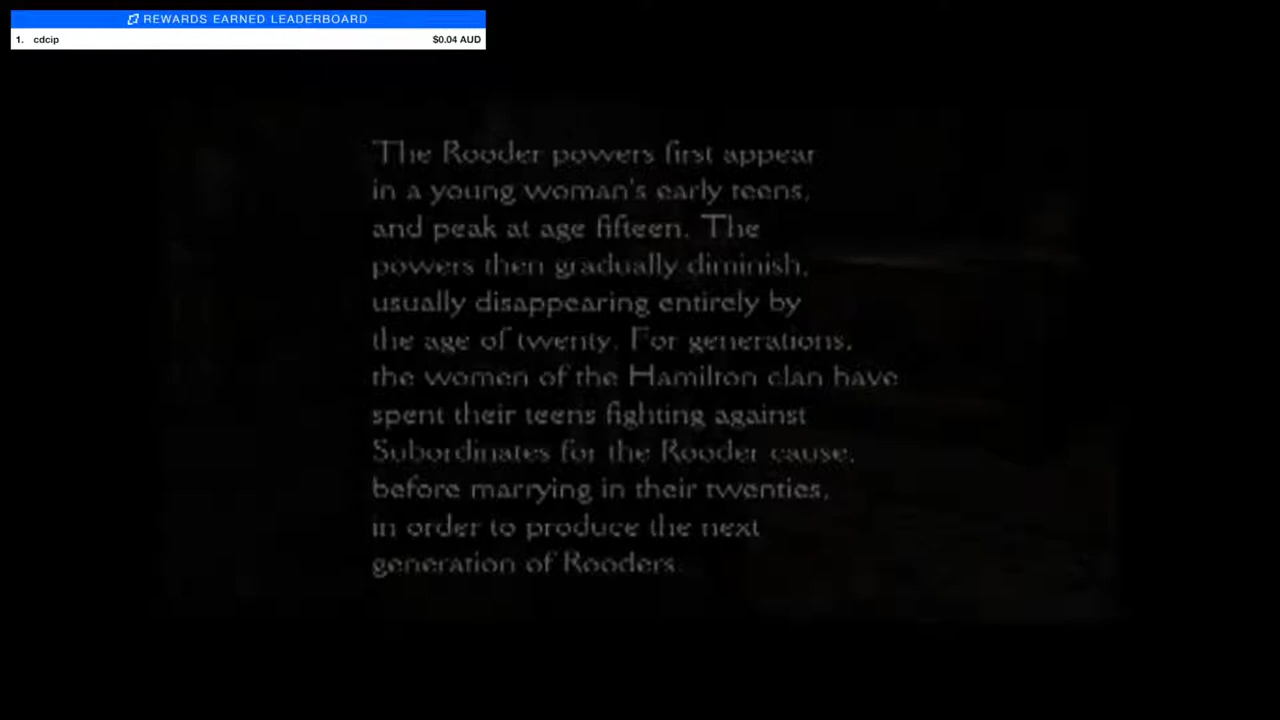 REWARDS EARNED LEADERBOARD
1. cdcip $0.04 AUD
The Rooder powers first appear
in a young woman's early teens,
and peak at age fifteen. The
powers then gradually diminish,
usually disappearing entirely by
the age of twenty. For generations,
the women of the Hamilton clan have
spent their teens fighting against
Subordinates for the Rooder cause,
before marrying in their twenties,
in order to produce the next
generation of Rooders.